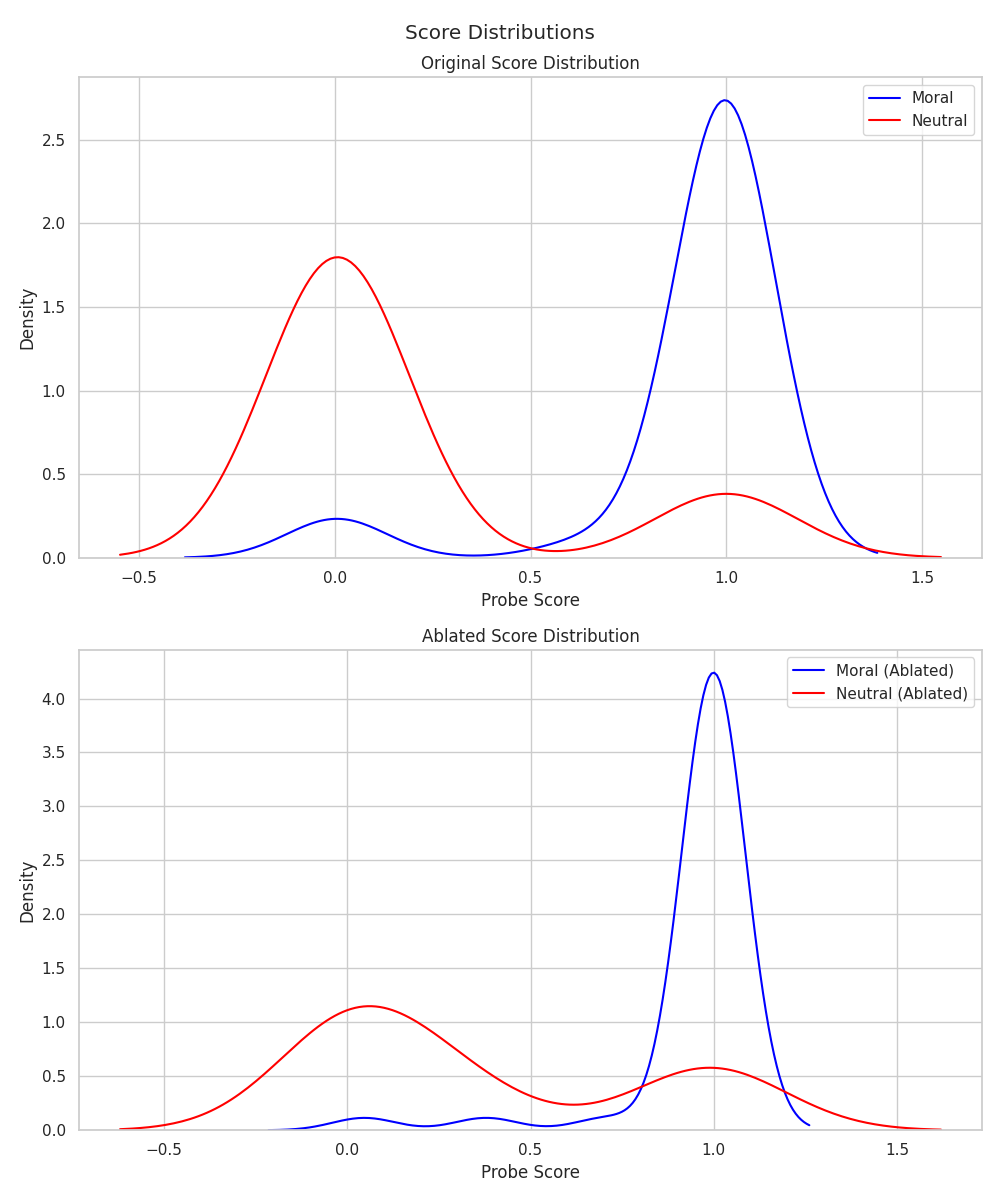 Score Distributions
Original Score Distribution
Moral
Neutral
2.5
2.0
1.5
1.0
0.5
0.0
Density
−0.5
0.0
0.5
1.0
1.5
Probe Score
Ablated Score Distribution
Moral (Ablated)
Neutral (Ablated)
4.0
3.5
3.0
2.5
2.0
1.5
1.0
0.5
0.0
Density
−0.5
0.0
0.5
1.0
1.5
Probe Score